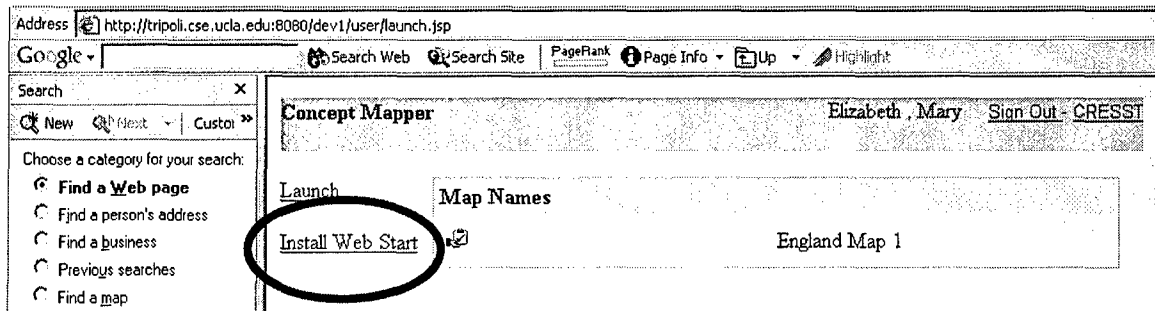 Address http://tripoli.cse.ucla.edu:8080/dev1/user/launch.jsp
Google Search Web Search Site PageRank Page Info Up Highlight
Search x
New Next Custor »
Choose a category for your search:
Find a Web page
Find a person's address
Find a business
Previous searches
Find a map
Concept Mapper Elizabeth , Mary Sign Out - CRESST
Launch
Install Web Start
Map Names
England Map 1